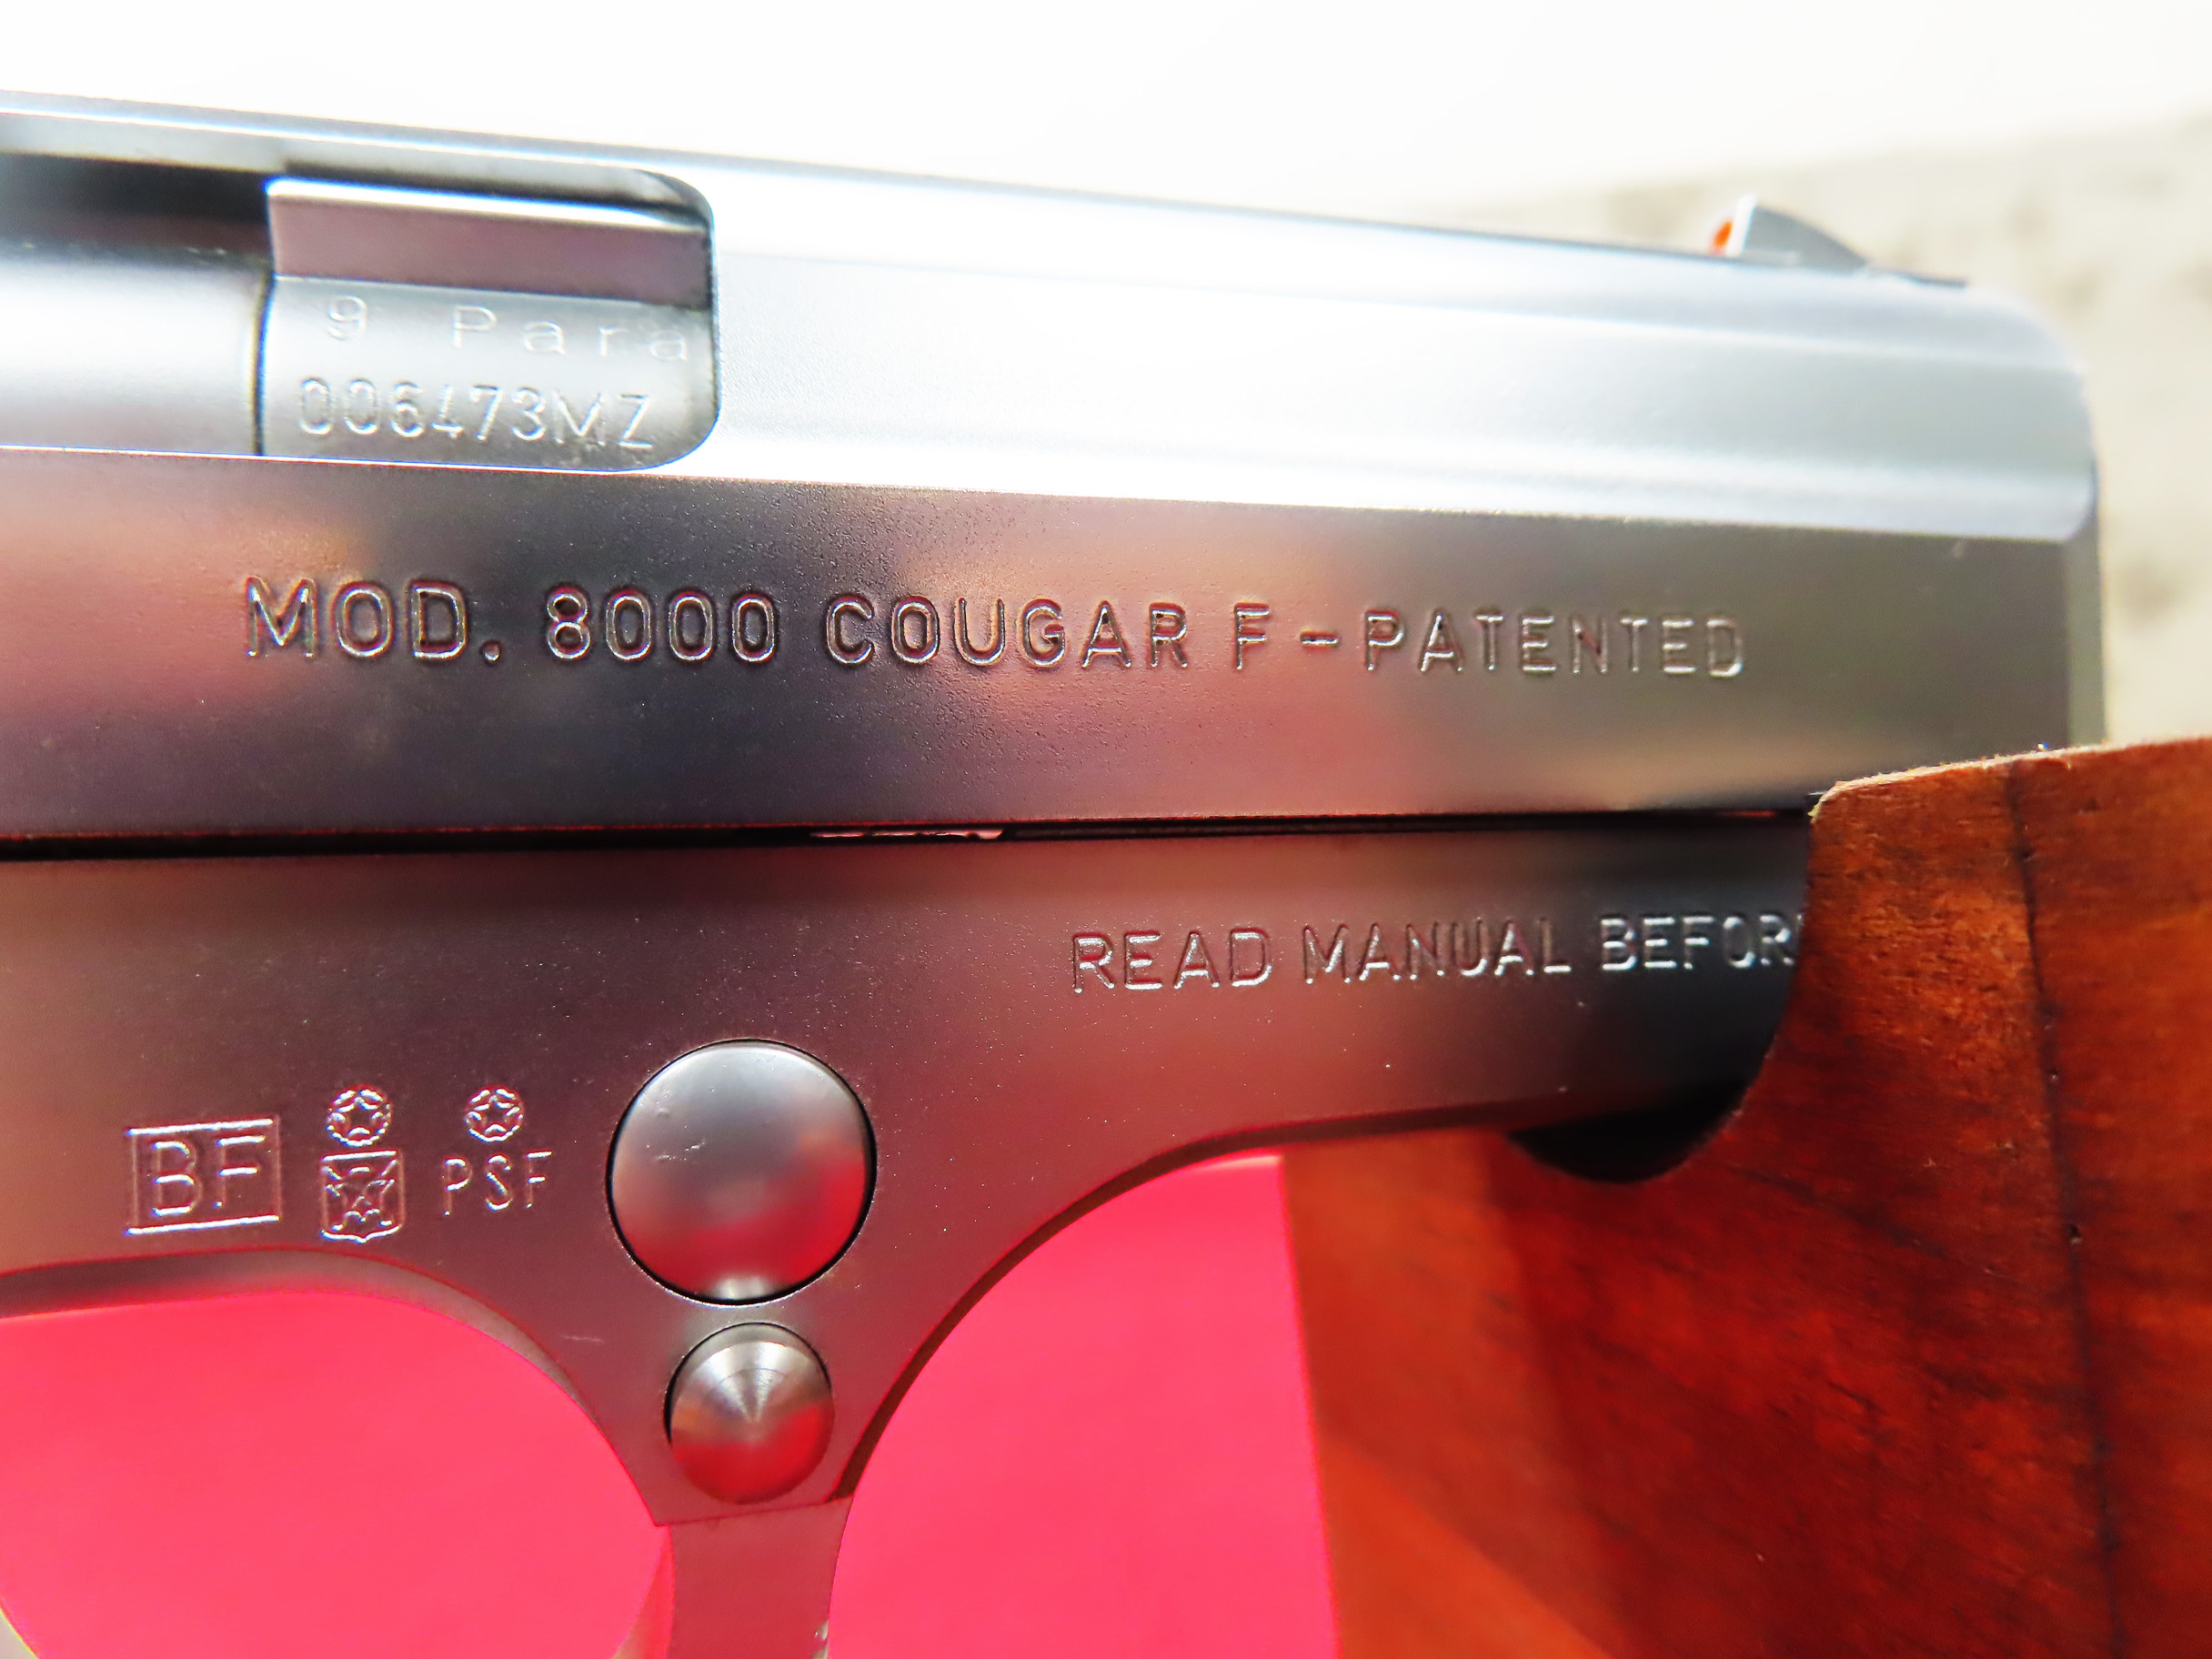 9 Para
006473MZ
MOD. 8000 COUGAR F-PATENTED
READ MANUAL BEFOR
BF
PSF